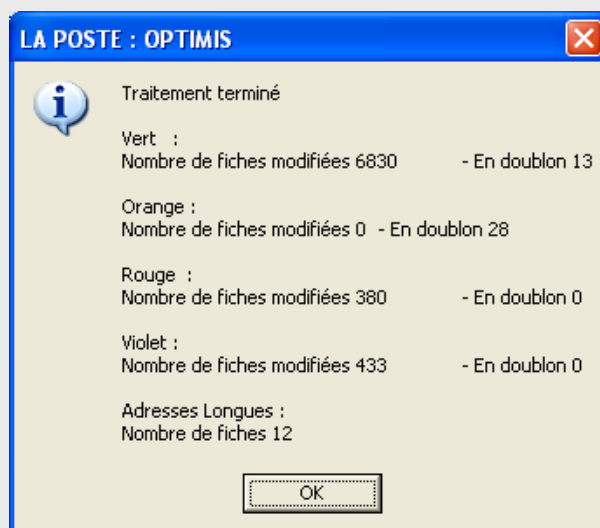 LA POSTE : OPTIMIS
Traitement terminé
Vert :
Nombre de fiches modifiées 6830 - En doublon 13
Orange :
Nombre de fiches modifiées 0 - En doublon 28
Rouge :
Nombre de fiches modifiées 380 - En doublon 0
Violet :
Nombre de fiches modifiées 433 - En doublon 0
Adresses Longues :
Nombre de fiches 12
OK